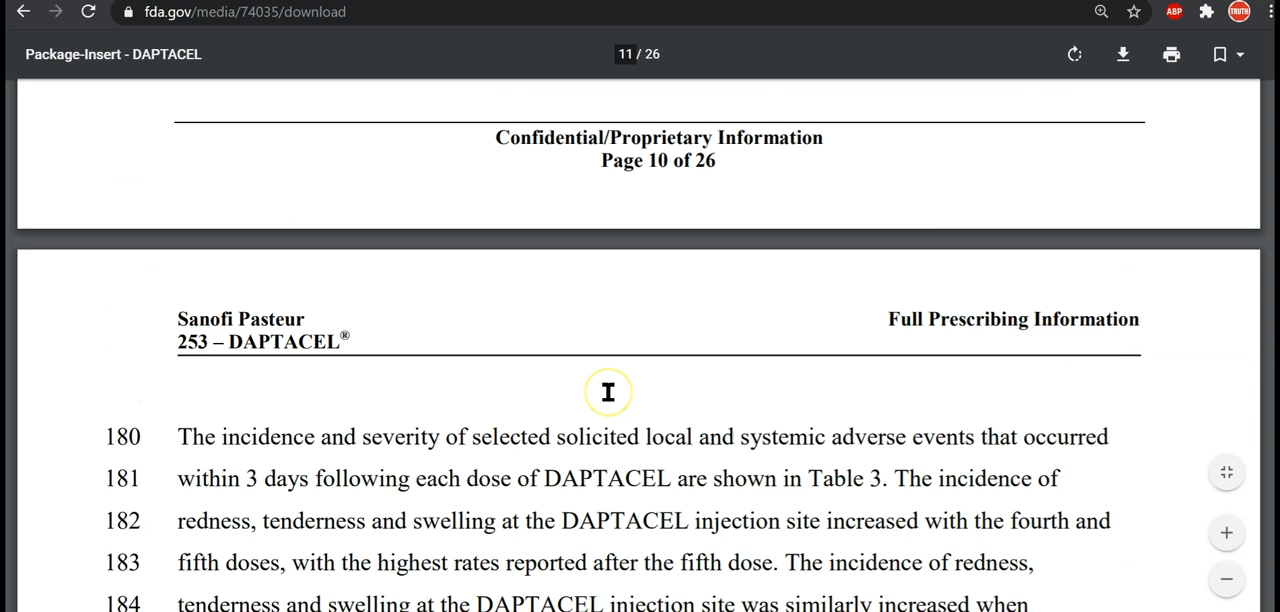 fda.gov/media/74035/download
ABP
TRUTH
Package-Insert - DAPTACEL
11 / 26
Confidential/Proprietary Information
Page 10 of 26
Sanofi Pasteur
Full Prescribing Information
253 – DAPTACEL®
180 The incidence and severity of selected solicited local and systemic adverse events that occurred
181 within 3 days following each dose of DAPTACEL are shown in Table 3. The incidence of
182 redness, tenderness and swelling at the DAPTACEL injection site increased with the fourth and
183 fifth doses, with the highest rates reported after the fifth dose. The incidence of redness,
184 tenderness and swelling at the DAPTACEL injection site was similarly increased when